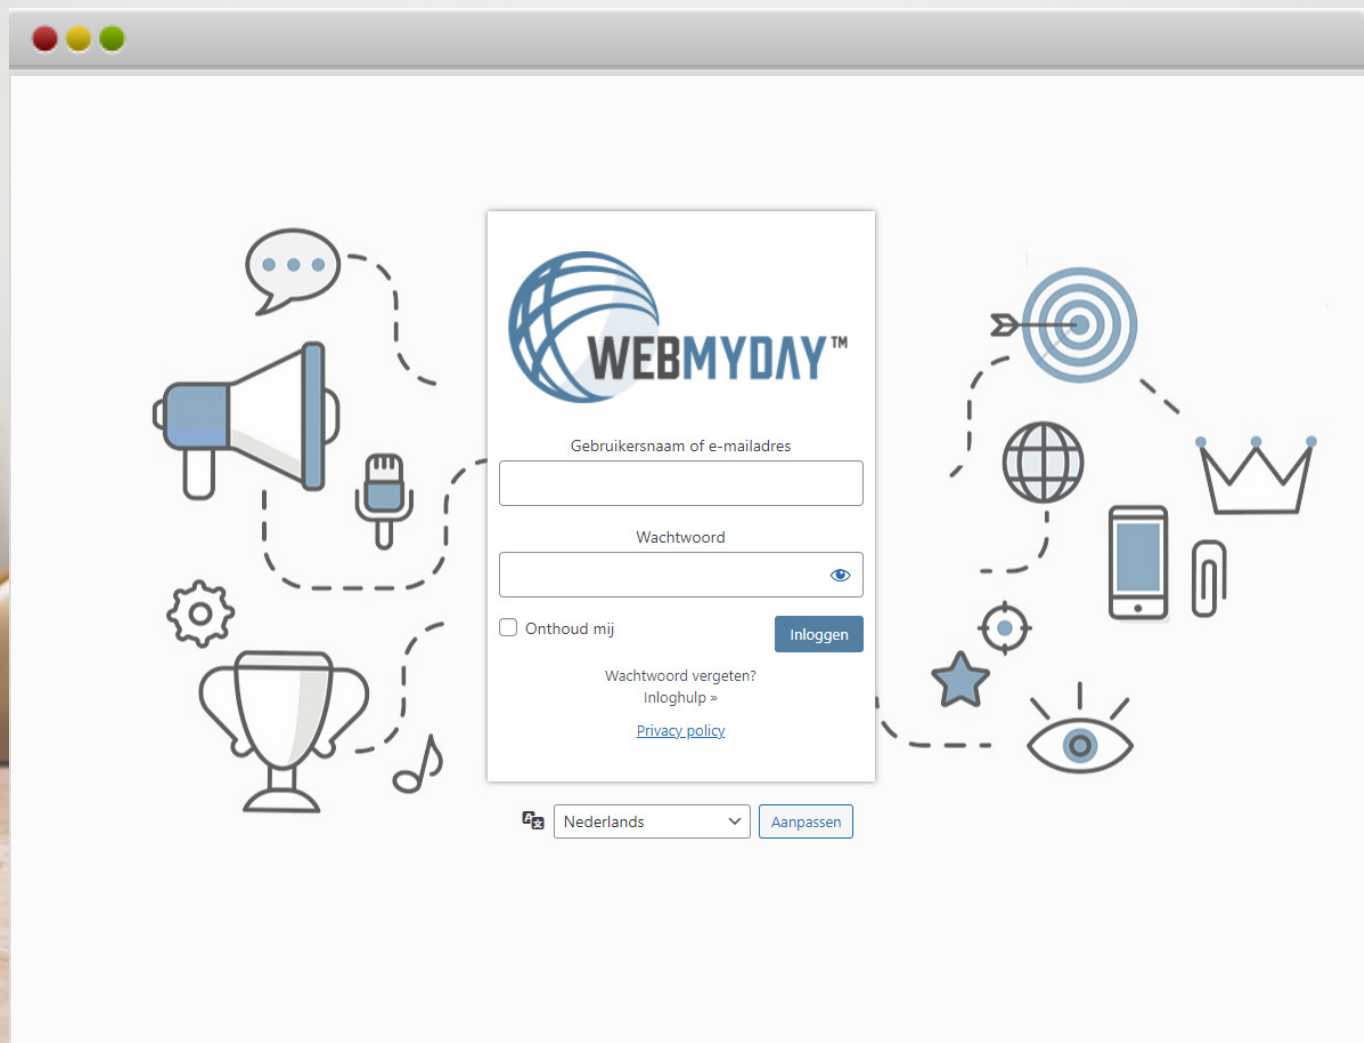 WEBMYDAY™
Gebruikersnaam of e-mailadres
Wachtwoord
Onthoud mij
Inloggen
Wachtwoord vergeten?
Inloghulp »
Privacy policy
Nederlands
Aanpassen